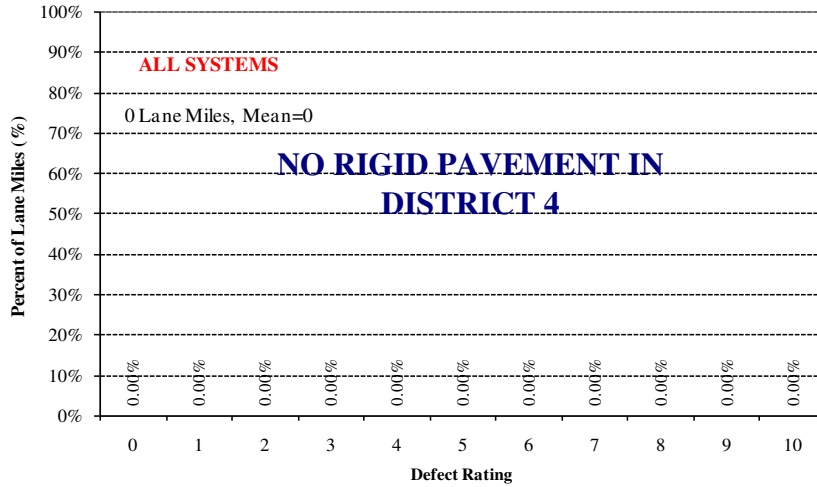 100%
90%
80%
70%
60%
50%
40%
30%
20%
10%
0%
Percent of Lane Miles (%)
ALL SYSTEMS
0 Lane Miles, Mean=0
NO RIGID PAVEMENT IN
DISTRICT 4
0.00% 0.00% 0.00% 0.00% 0.00% 0.00% 0.00% 0.00% 0.00% 0.00% 0.00%
0 1 2 3 4 5 6 7 8 9 10
Defect Rating